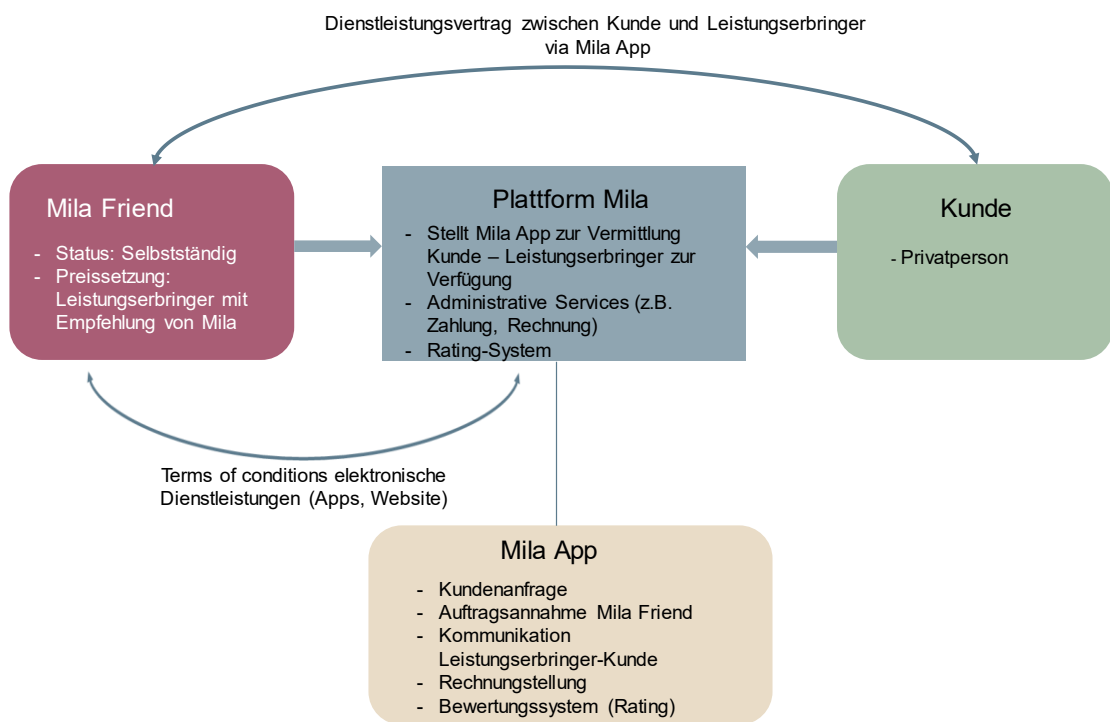 Dienstleistungsvertrag zwischen Kunde und Leistungserbringer
via Mila App
Mila Friend
- Status: Selbstständig
- Preissetzung:
Leistungserbringer mit
Empfehlung von Mila
Plattform Mila
- Stellt Mila App zur Vermittlung
Kunde – Leistungserbringer zur
Verfügung
- Administrative Services (z.B.
Zahlung, Rechnung)
- Rating-System
Kunde
- Privatperson
Terms of conditions elektronische
Dienstleistungen (Apps, Website)
Mila App
- Kundenanfrage
- Auftragsannahme Mila Friend
- Kommunikation
Leistungserbringer-Kunde
- Rechnungstellung
- Bewertungssystem (Rating)